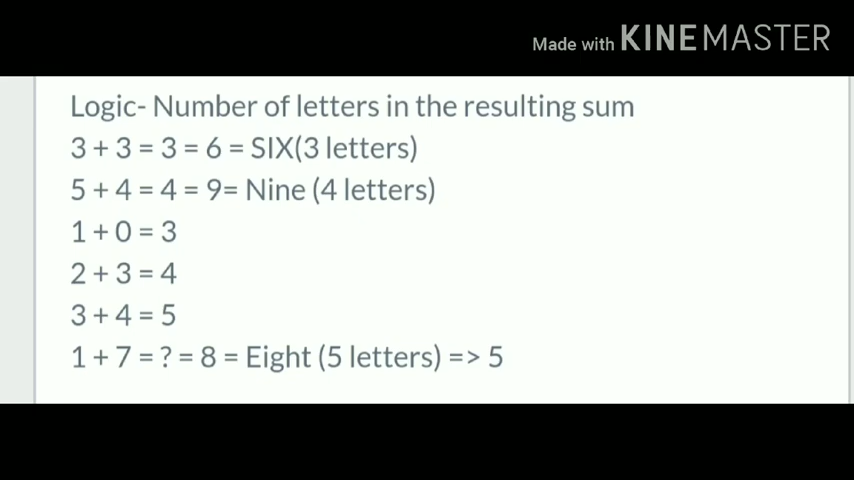 Made with KINEMASTER
Logic- Number of letters in the resulting sum
3 + 3 = 3 = 6 = SIX(3 letters)
5 + 4 = 4 = 9= Nine (4 letters)
1 + 0 = 3
2 + 3 = 4
3 + 4 = 5
1 + 7 = ? = 8 = Eight (5 letters) => 5